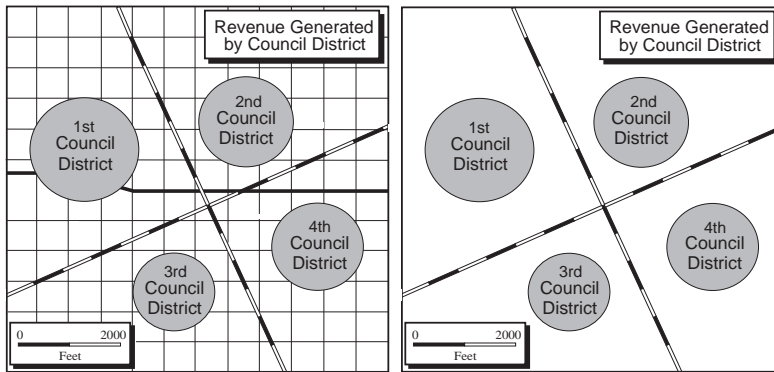 Revenue Generated
by Council District
1st
Council
District
2nd
Council
District
3rd
Council
District
4th
Council
District
0 2000
Feet
Revenue Generated
by Council District
1st
Council
District
2nd
Council
District
3rd
Council
District
4th
Council
District
0 2000
Feet